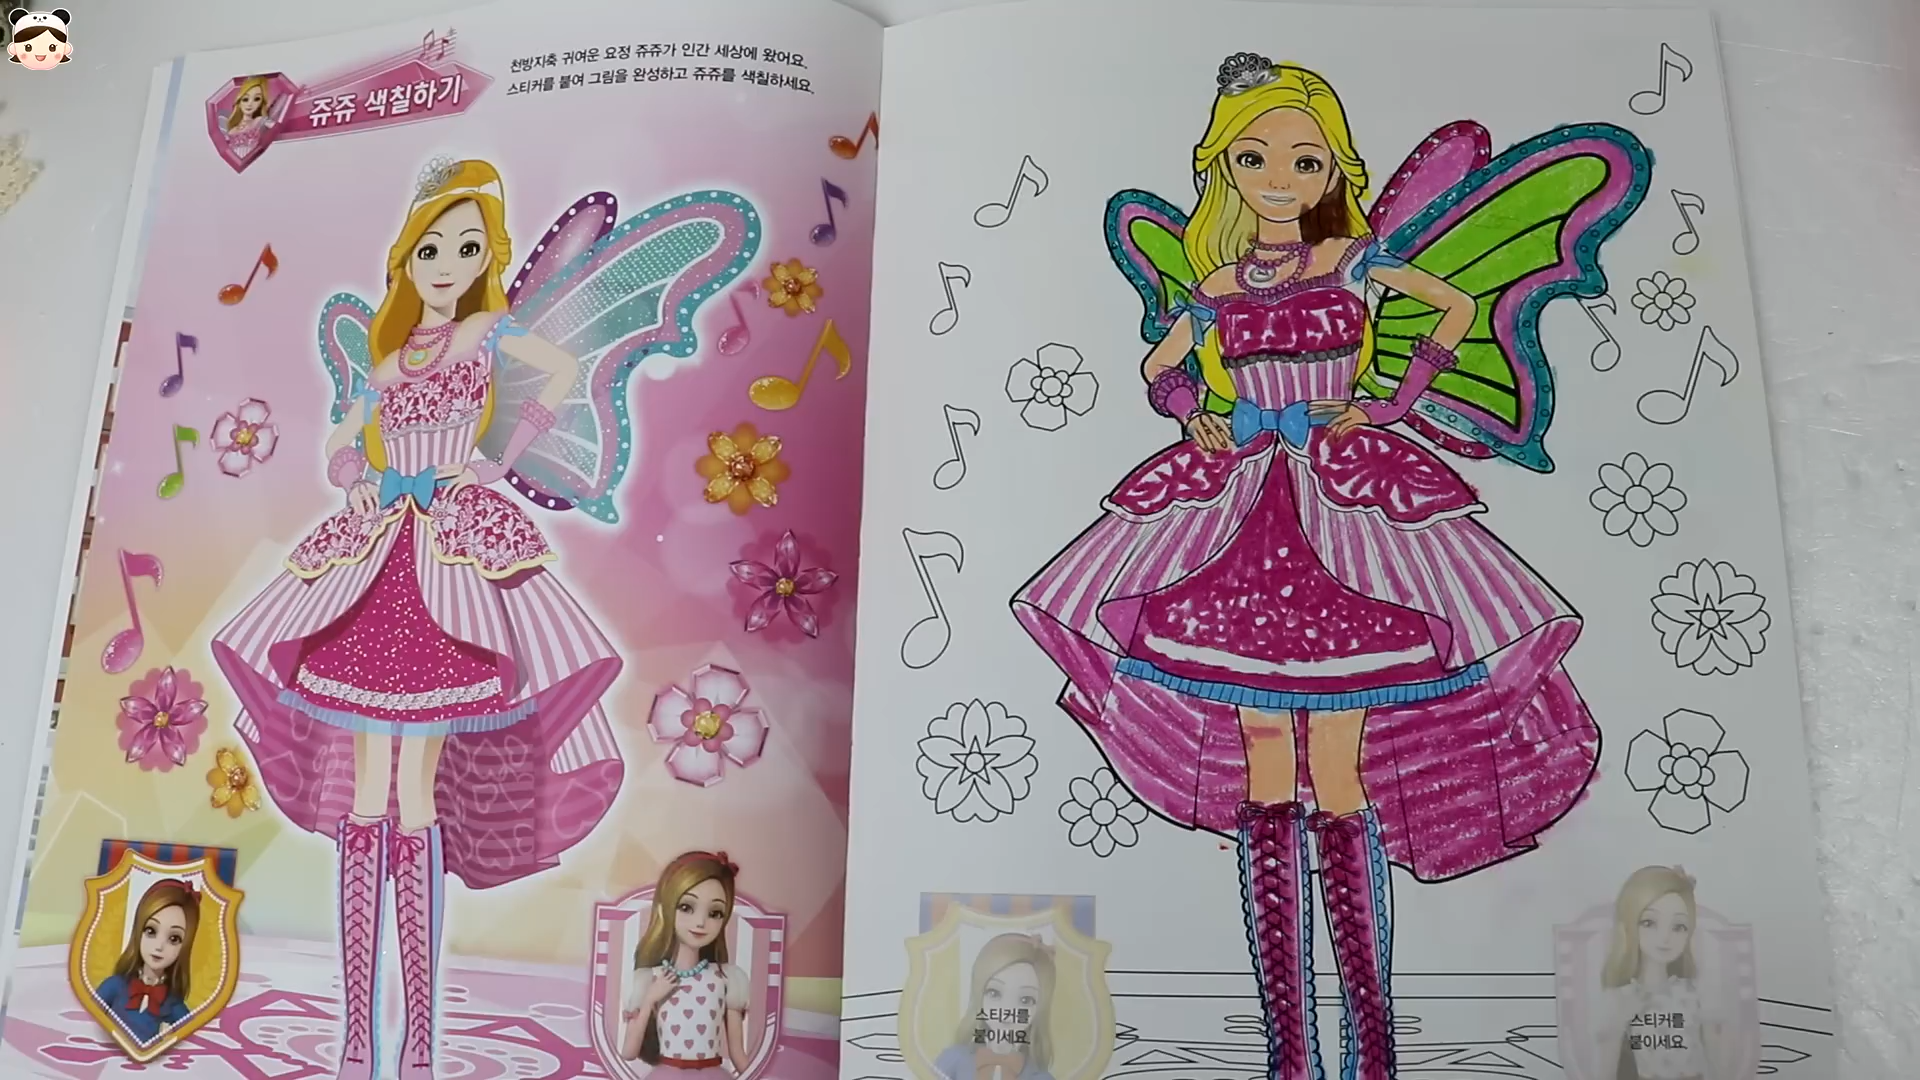 쥬쥬 색칠하기
천방지축 귀여운 요정 쥬쥬가 인간 세상에 왔어요.
스티커를 붙여 그림을 완성하고 쥬쥬를 색칠하세요.
스티커를
붙이세요.
스티커를
붙이세요.